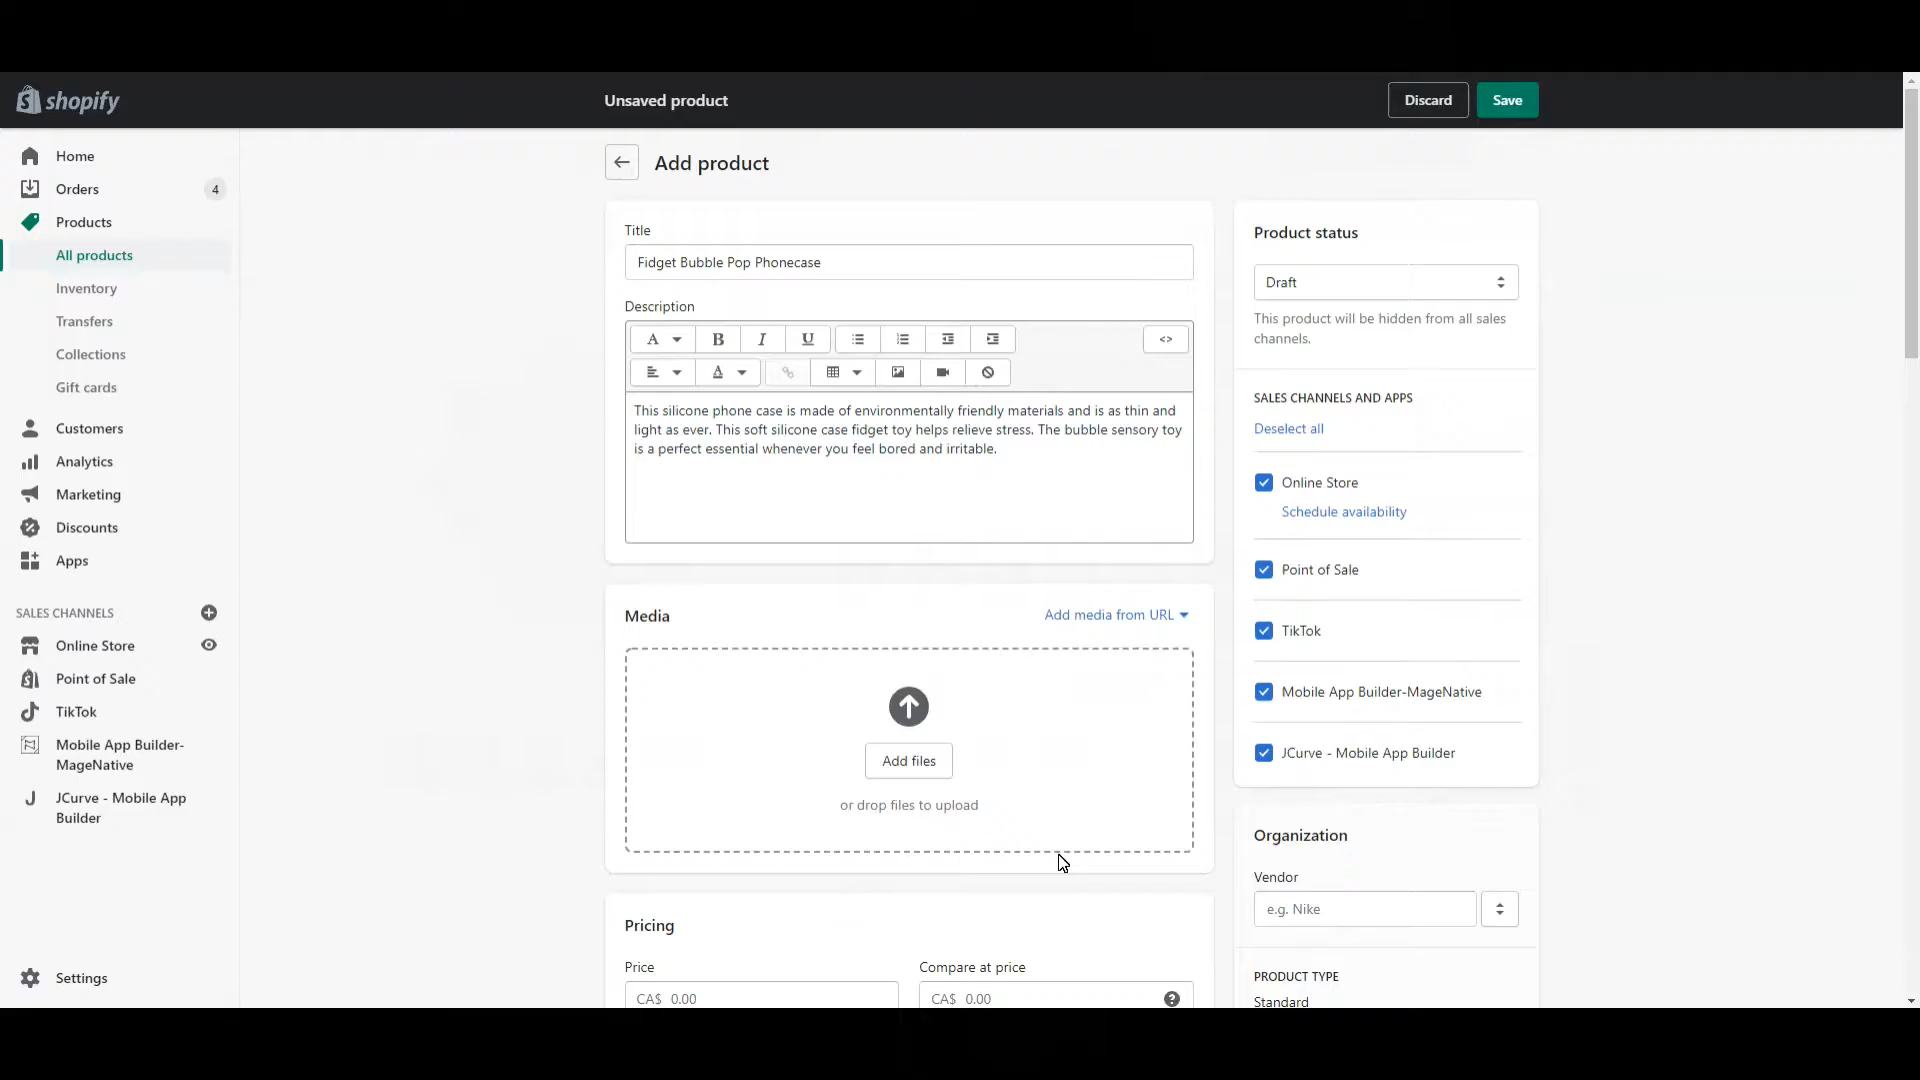 shopify
Unsaved product
Discard
Save
Home
Orders
4
Products
All products
Inventory
Transfers
Collections
Gift cards
Customers
Analytics
Marketing
Discounts
Apps
SALES CHANNELS
Online Store
Point of Sale
TikTok
Mobile App Builder-
MageNative
JCurve - Mobile App
Builder
Settings
Add product
Title
Fidget Bubble Pop Phonecase
Description
A
B
I
U
<>
A
This silicone phone case is made of environmentally friendly materials and is as thin and
light as ever. This soft silicone case fidget toy helps relieve stress. The bubble sensory toy
is a perfect essential whenever you feel bored and irritable.
Media
Add media from URL
Add files
or drop files to upload
Pricing
Price
Compare at price
CA$ 0.00
CA$ 0.00
Product status
Draft
This product will be hidden from all sales
channels.
SALES CHANNELS AND APPS
Deselect all
Online Store
Schedule availability
Point of Sale
TikTok
Mobile App Builder-MageNative
JCurve - Mobile App Builder
Organization
Vendor
e.g. Nike
PRODUCT TYPE
Standard